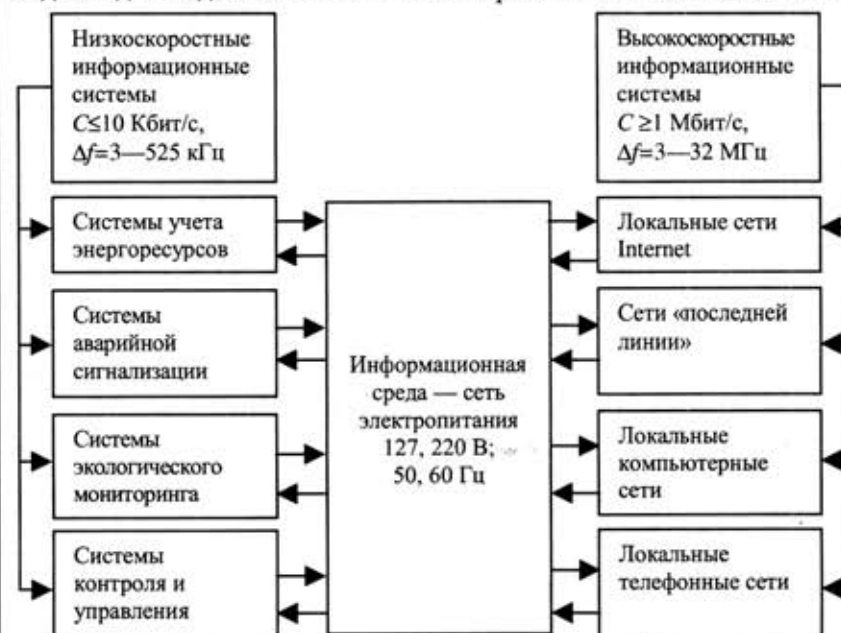 Низкоскоростные
информационные
системы
C≤10 Кбит/с,
Δf=3—525 кГц
Системы учета
энергоресурсов
Системы
аварийной
сигнализации
Системы
экологического
мониторинга
Системы
контроля и
управления
Информационная
среда — сеть
электропитания
127, 220 В;
50, 60 Гц
Высокоскоростные
информационные
системы
C ≥1 Мбит/с,
Δf=3—32 МГц
Локальные сети
Internet
Сети «последней
линии»
Локальные
компьютерные
сети
Локальные
телефонные сети